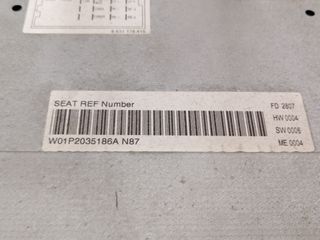 SEAT REF Number
W01P2035186A N87
FD 2807
HW 0004
SW 0006
ME 0004